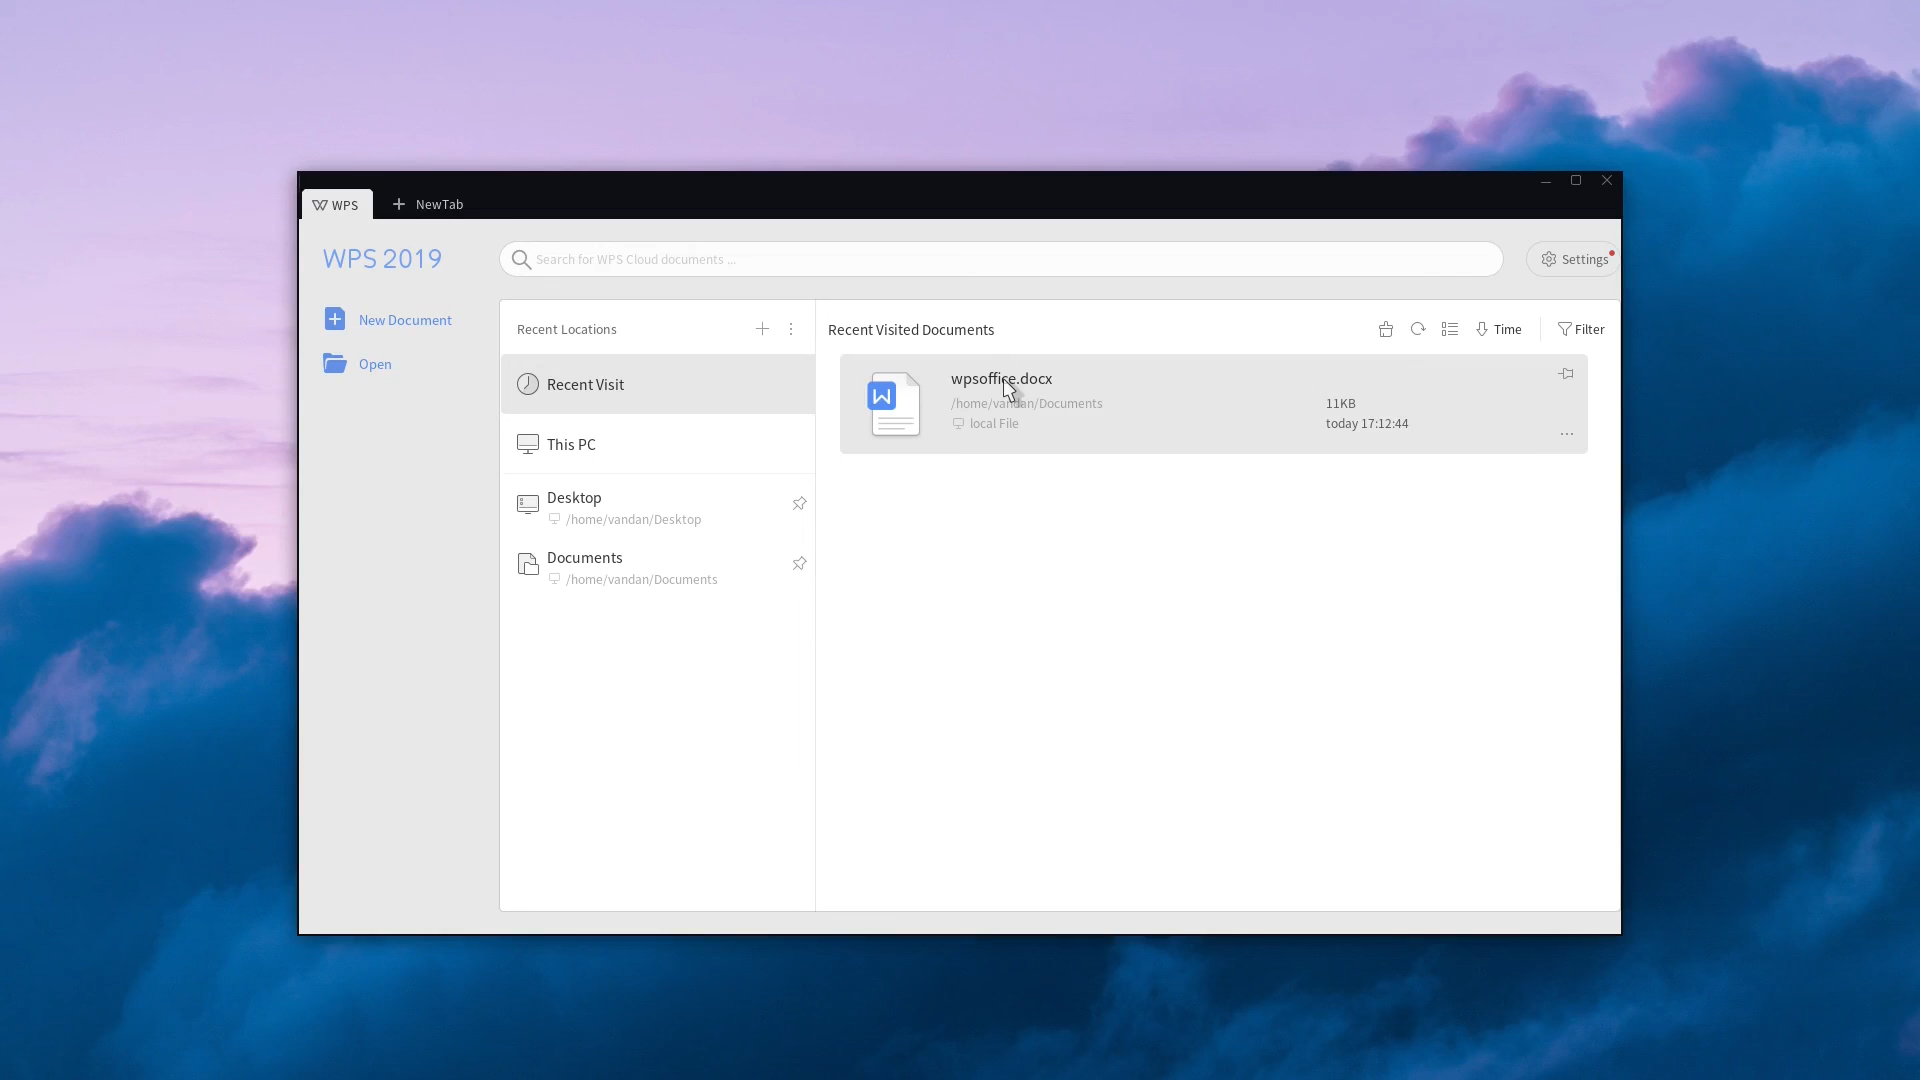 WPS
NewTab
WPS 2019
Search for WPS Cloud documents ...
Settings
New Document
Open
Recent Locations
Recent Visit
This PC
Desktop
/home/vandan/Desktop
Documents
/home/vandan/Documents
Recent Visited Documents
Time
Filter
wpsoffice.docx
/home/vandan/Documents
local File
11KB
today 17:12:44